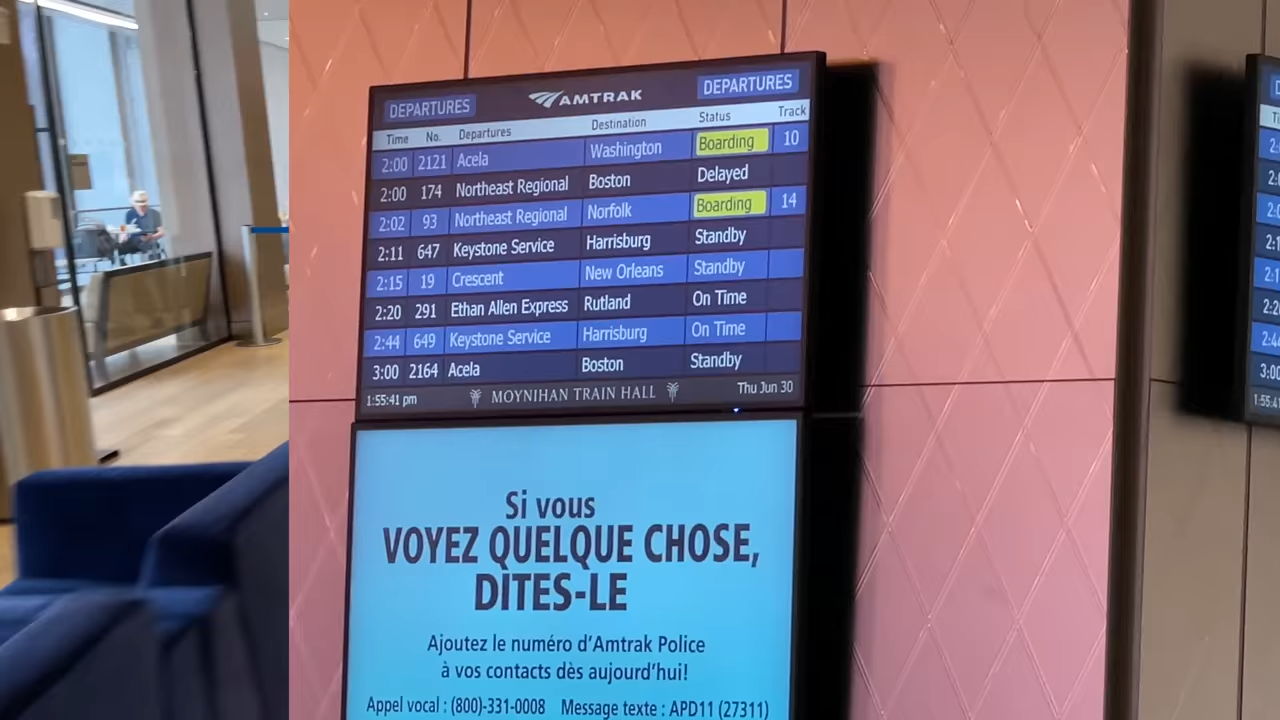 DEPARTURES AMTRAK DEPARTURES
Time No. Departures Destination Status Track
2:00 2121 Acela Washington Boarding 10
2:00 174 Northeast Regional Boston Delayed
2:02 93 Northeast Regional Norfolk Boarding 14
2:11 647 Keystone Service Harrisburg Standby
2:15 19 Crescent New Orleans Standby
2:20 291 Ethan Allen Express Rutland On Time
2:44 649 Keystone Service Harrisburg On Time
3:00 2164 Acela Boston Standby
1:55:41 pm MOYNIHAN TRAIN HALL Thu Jun 30
Si vous
VOYEZ QUELQUE CHOSE,
DITES-LE
Ajoutez le numéro d'Amtrak Police
à vos contacts dès aujourd'hui!
Appel vocal : (800)-331-0008 Message texte : APD11 (27311)